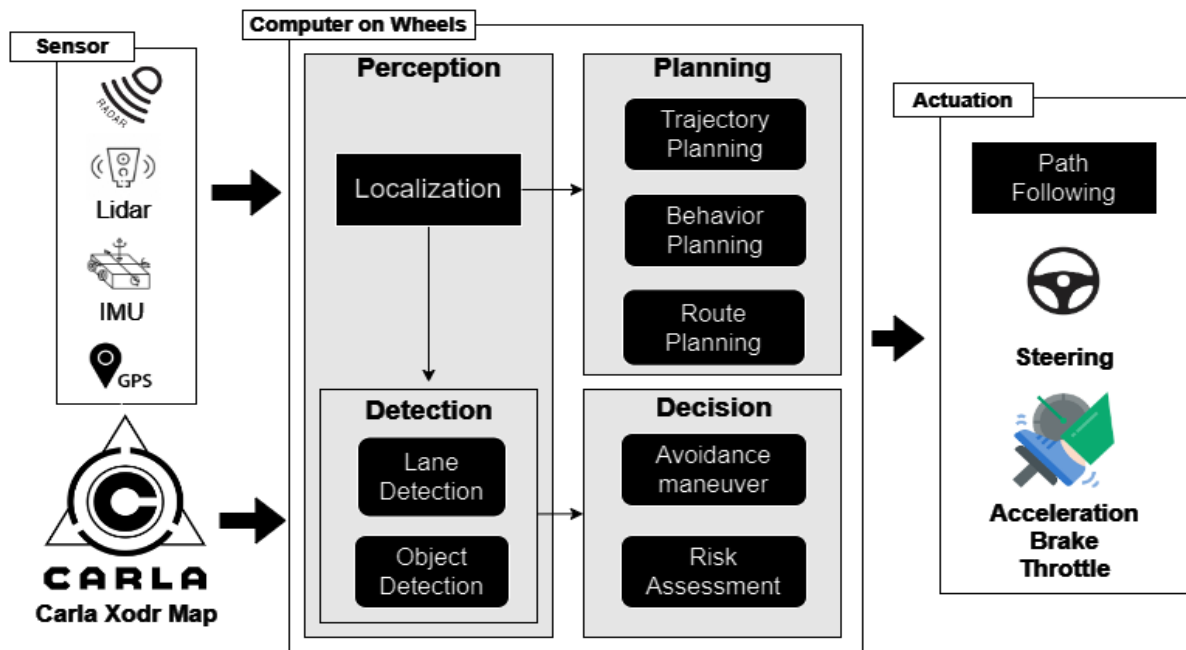 Sensor
RADAR
Lidar
IMU
GPS
CARLA
Carla Xodr Map
Computer on Wheels
Perception
Localization
Detection
Lane
Detection
Object
Detection
Planning
Trajectory
Planning
Behavior
Planning
Route
Planning
Decision
Avoidance
maneuver
Risk
Assessment
Actuation
Path
Following
Steering
Acceleration
Brake
Throttle